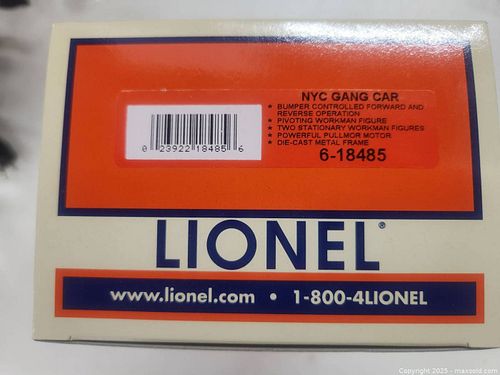 NYC GANG CAR
★ BUMPER CONTROLLED FORWARD AND
REVERSE OPERATION
★ PIVOTING WORKMAN FIGURE
★ TWO STATIONARY WORKMAN FIGURES
★ POWERFUL PULLMOR MOTOR
★ DIE-CAST METAL FRAME
6-18485
0 23922 18485 6
LIONEL®
www.lionel.com • 1-800-4LIONEL
Copyright 2025 - maxsold.com